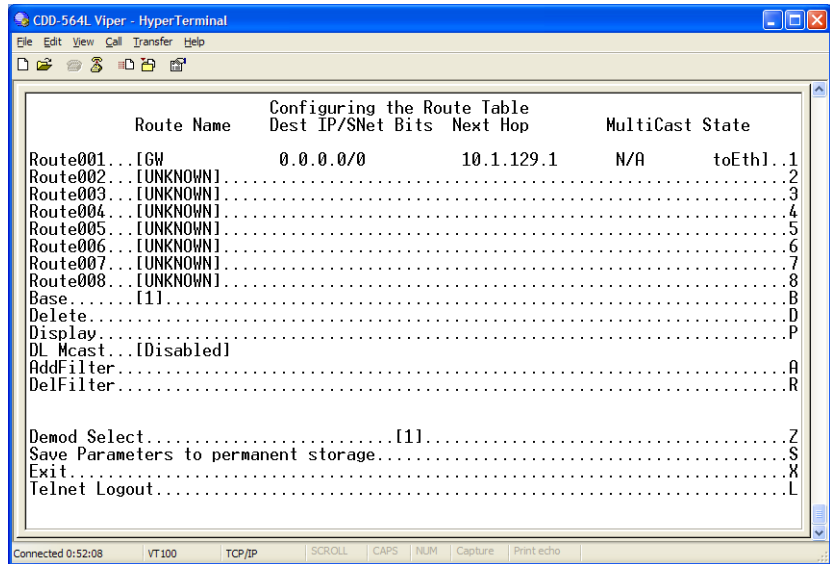 CDD-564L Viper - HyperTerminal
File Edit View Call Transfer Help
Configuring the Route Table
Route Name Dest IP/SNet Bits Next Hop MultiCast State
Route001...[GW 0.0.0.0/0 10.1.129.1 N/A toEth]..1
Route002...[UNKNOWN]..................................................................2
Route003...[UNKNOWN]..................................................................3
Route004...[UNKNOWN]..................................................................4
Route005...[UNKNOWN]..................................................................5
Route006...[UNKNOWN]..................................................................6
Route007...[UNKNOWN]..................................................................7
Route008...[UNKNOWN]..................................................................8
Base.......[1]........................................................................B
Delete................................................................................D
Display...............................................................................P
DL Mcast...[Disabled]
AddFilter.............................................................................A
DelFilter.............................................................................R
Demod Select.............................[1]..........................................Z
Save Parameters to permanent storage..................................................S
Exit..................................................................................X
Telnet Logout.........................................................................L
Connected 0:52:08 VT100 TCP/IP SCROLL CAPS NUM Capture Print echo